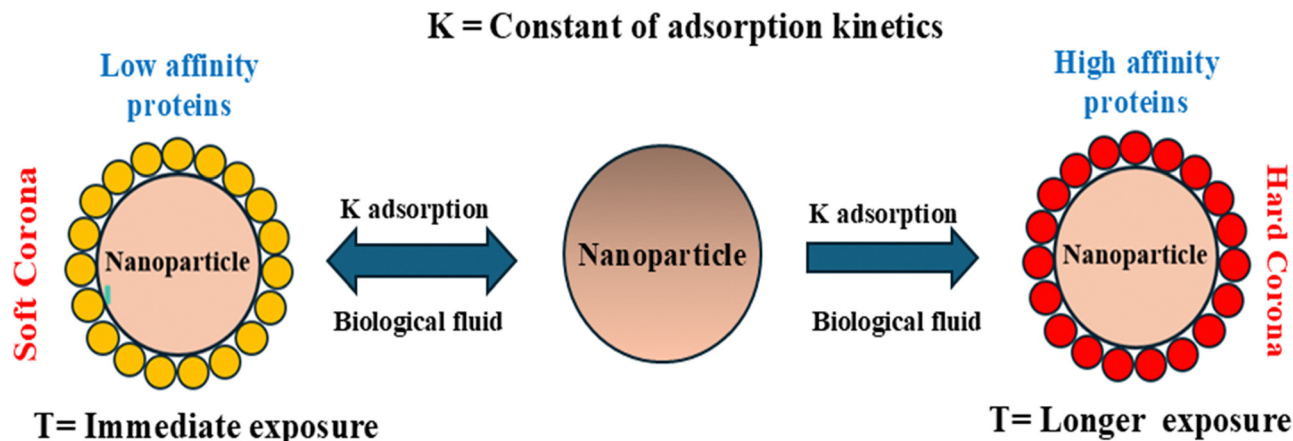 K = Constant of adsorption kinetics
Low affinity
proteins
Soft Corona
Nanoparticle
T= Immediate exposure
K adsorption
Biological fluid
Nanoparticle
K adsorption
Biological fluid
High affinity
proteins
Nanoparticle
Hard Corona
T= Longer exposure